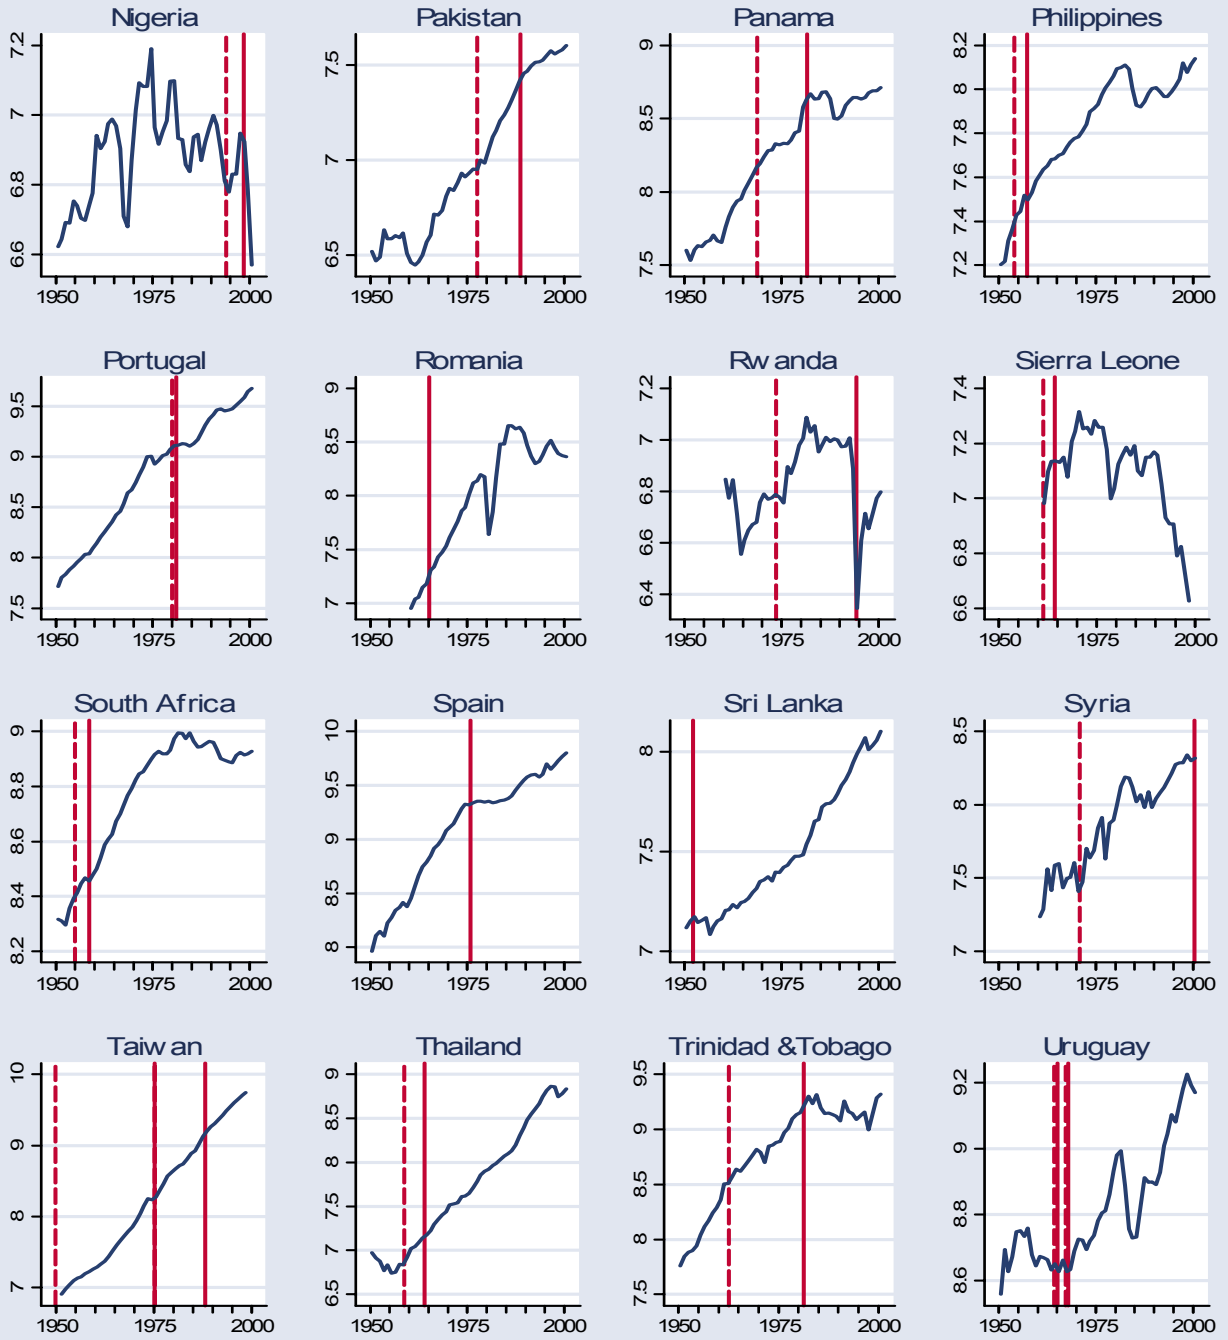 Nigeria Pakistan Panama Philippines
7.2 7 6.8 6.6
1950 1975 2000
7.5 7 6.5
1950 1975 2000
9 8.5 8 7.5
1950 1975 2000
8.2 8 7.8 7.6 7.4 7.2
1950 1975 2000
Portugal Romania Rw anda Sierra Leone
9.5 9 8.5 8 7.5
1950 1975 2000
9 8.5 8 7.5 7
1950 1975 2000
7.2 7 6.8 6.6 6.4
1950 1975 2000
7.4 7.2 7 6.8 6.6
1950 1975 2000
South Africa Spain Sri Lanka Syria
9 8.8 8.6 8.4 8.2
1950 1975 2000
10 9.5 9 8.5 8
1950 1975 2000
8 7.5 7
1950 1975 2000
8.5 8 7.5 7
1950 1975 2000
Taiw an Thailand Trinidad &Tobago Uruguay
10 9 8 7
1950 1975 2000
9 8.5 8 7.5 7 6.5
1950 1975 2000
9.5 9 8.5 8 7.5
1950 1975 2000
9.2 9 8.8 8.6
1950 1975 2000